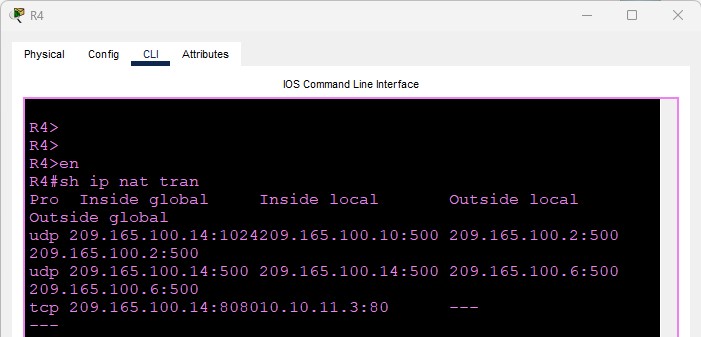 R4
Physical Config CLI Attributes
IOS Command Line Interface
R4>
R4>
R4>en
R4#sh ip nat tran
Pro  Inside global     Inside local       Outside local
Outside global
udp 209.165.100.14:1024209.165.100.10:500 209.165.100.2:500
209.165.100.2:500
udp 209.165.100.14:500 209.165.100.14:500 209.165.100.6:500
209.165.100.6:500
tcp 209.165.100.14:808010.10.11.3:80      ---
---